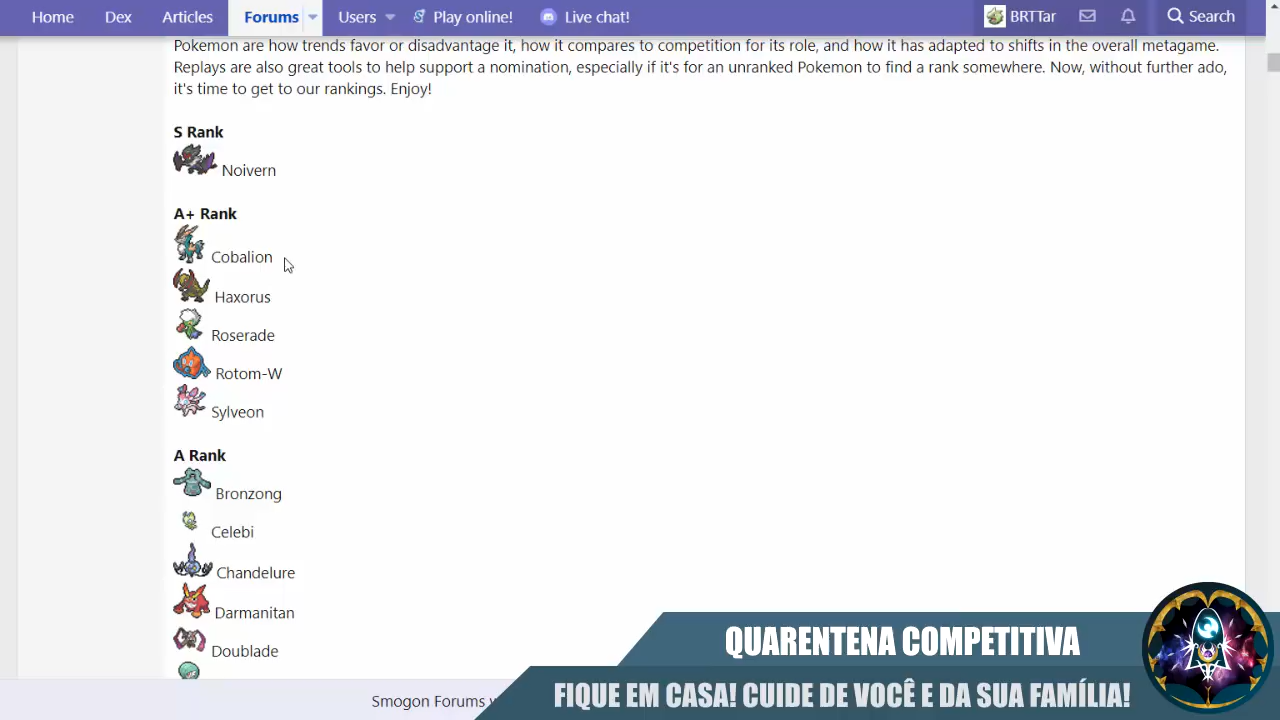 Home Dex Articles Forums Users Play online! Live chat! BRTTar Search
Pokemon are how trends favor or disadvantage it, how it compares to competition for its role, and how it has adapted to shifts in the overall metagame.
Replays are also great tools to help support a nomination, especially if it's for an unranked Pokemon to find a rank somewhere. Now, without further ado,
it's time to get to our rankings. Enjoy!
S Rank
Noivern
A+ Rank
Cobalion
Haxorus
Roserade
Rotom-W
Sylveon
A Rank
Bronzong
Celebi
Chandelure
Darmanitan
Doublade
QUARENTENA COMPETITIVA
FIQUE EM CASA! CUIDE DE VOCÊ E DA SUA FAMÍLIA!
Smogon Forums